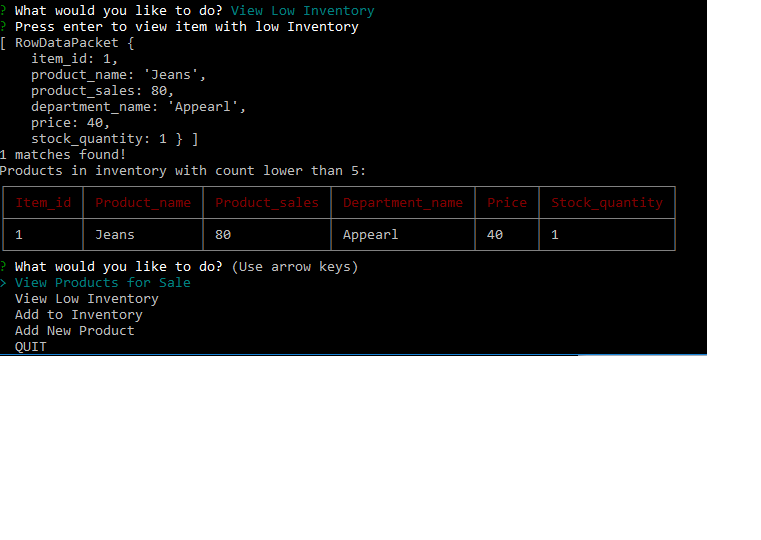 ? What would you like to do? View Low Inventory
? Press enter to view item with low Inventory
[ RowDataPacket {
    item_id: 1,
    product_name: 'Jeans',
    product_sales: 80,
    department_name: 'Appearl',
    price: 40,
    stock_quantity: 1 } ]
1 matches found!
Products in inventory with count lower than 5:
Item_id Product_name Product_sales Department_name Price Stock_quantity
1 Jeans 80 Appearl 40 1
? What would you like to do? (Use arrow keys)
> View Products for Sale
  View Low Inventory
  Add to Inventory
  Add New Product
  QUIT